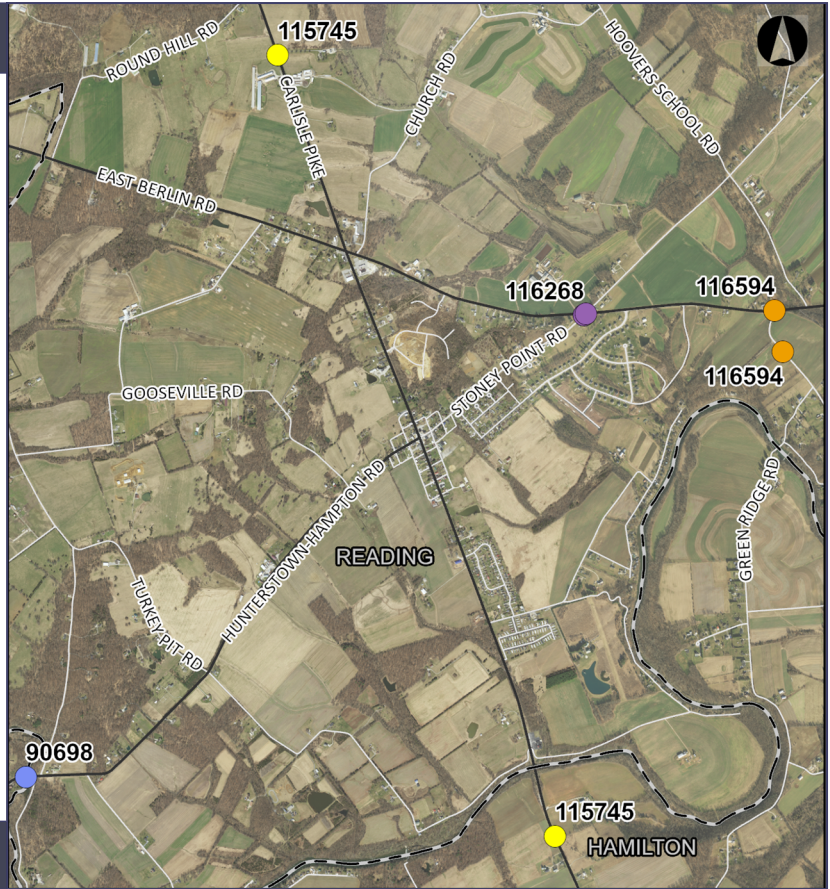 115745
ROUND HILL RD
CARLISLE PIKE
CHURCH RD
HOOVERS SCHOOL RD
EAST BERLIN RD
116268
116594
116594
STONEY POINT RD
GOOSEVILLE RD
HUNTERSTOWN-HAMPTON RD
READING
GREEN RIDGE RD
TURKEY PIT RD
90698
115745
HAMILTON